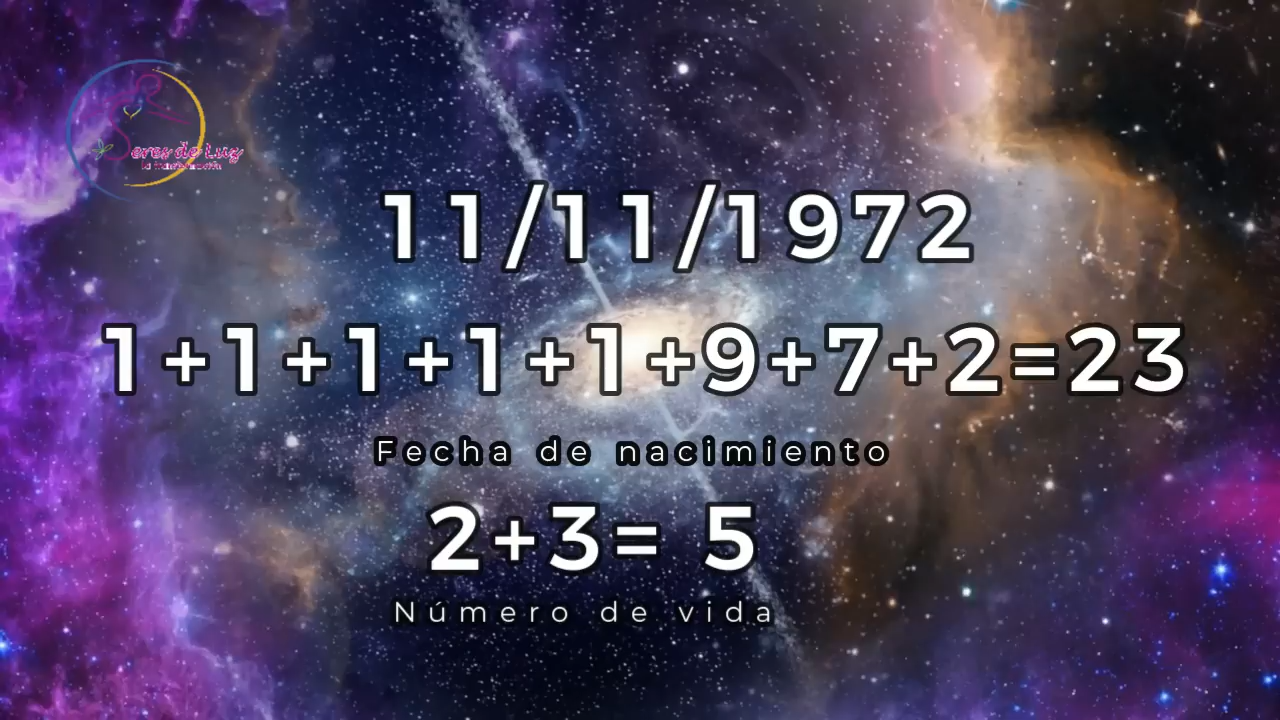 Seres de Luz
11/11/1972
1+1+1+1+1+9+7+2=23
Fecha de nacimiento
2+3= 5
Número de vida